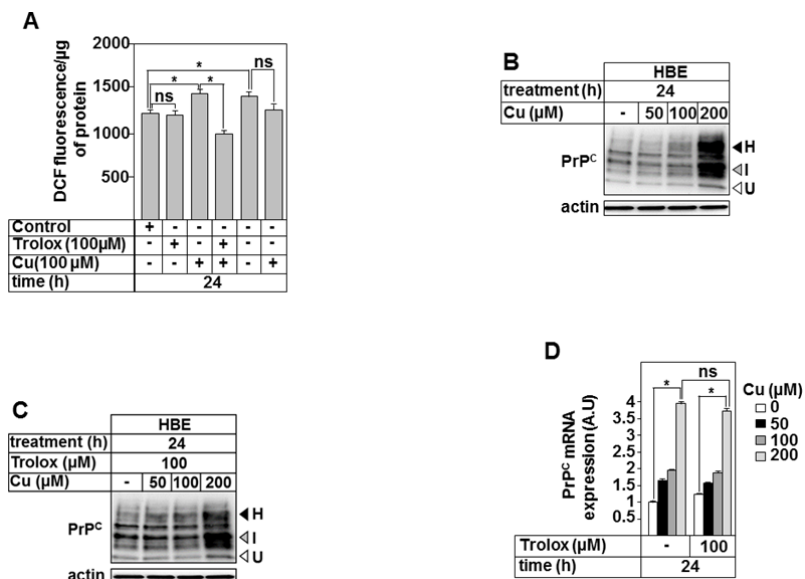 A
2000
1500
1000
500
DCF fluorescence/µg
of protein
*
*
*
ns
ns
Control + - - - - -
Trolox (100µM) - + - + - -
Cu(100 µM) - - + + - +
time (h) 24
B
HBE
treatment (h) 24
Cu (µM) - 50 100 200
PrPᶜ
H
I
U
actin
C
HBE
treatment (h) 24
Trolox (µM) 100
Cu (µM) - 50 100 200
PrPᶜ
H
I
U
actin
D
ns
*
*
4
3.5
3
2.5
2
1.5
1
0.5
PrPᶜ mRNA
expression (A.U)
Cu (µM)
0
50
100
200
Trolox (µM) - 100
time (h) 24